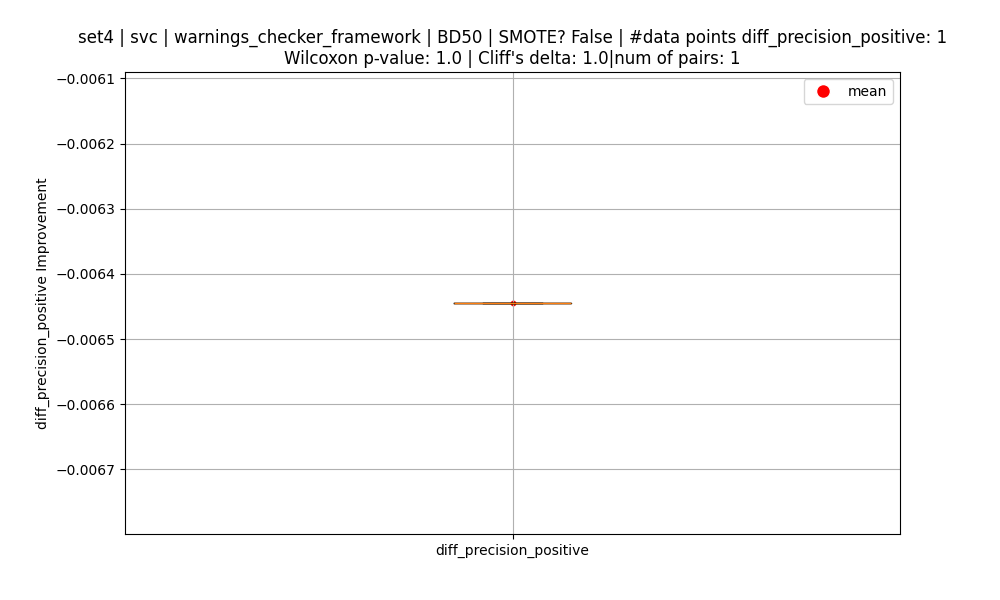 set4 | svc | warnings_checker_framework | BD50 | SMOTE? False | #data points diff_precision_positive: 1
Wilcoxon p-value: 1.0 | Cliff's delta: 1.0|num of pairs: 1
mean
−0.0061
−0.0062
−0.0063
−0.0064
−0.0065
−0.0066
−0.0067
diff_precision_positive Improvement
diff_precision_positive